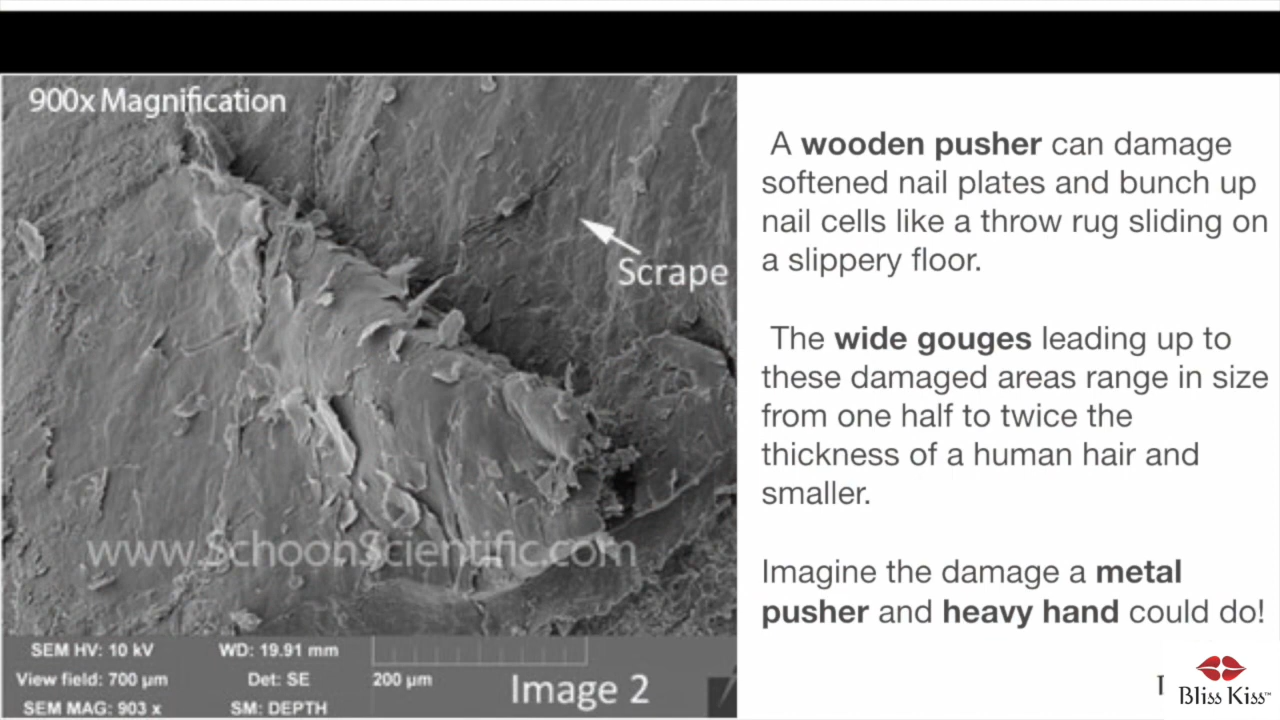 900x Magnification
Scrape
www.SchoonScientific.com
SEM HV: 10 kV
WD: 19.91 mm
View field: 700 µm
Det: SE
200 µm
SEM MAG: 903 x
SM: DEPTH
Image 2
A wooden pusher can damage
softened nail plates and bunch up
nail cells like a throw rug sliding on
a slippery floor.
The wide gouges leading up to
these damaged areas range in size
from one half to twice the
thickness of a human hair and
smaller.
Imagine the damage a metal
pusher and heavy hand could do!
Bliss Kiss™